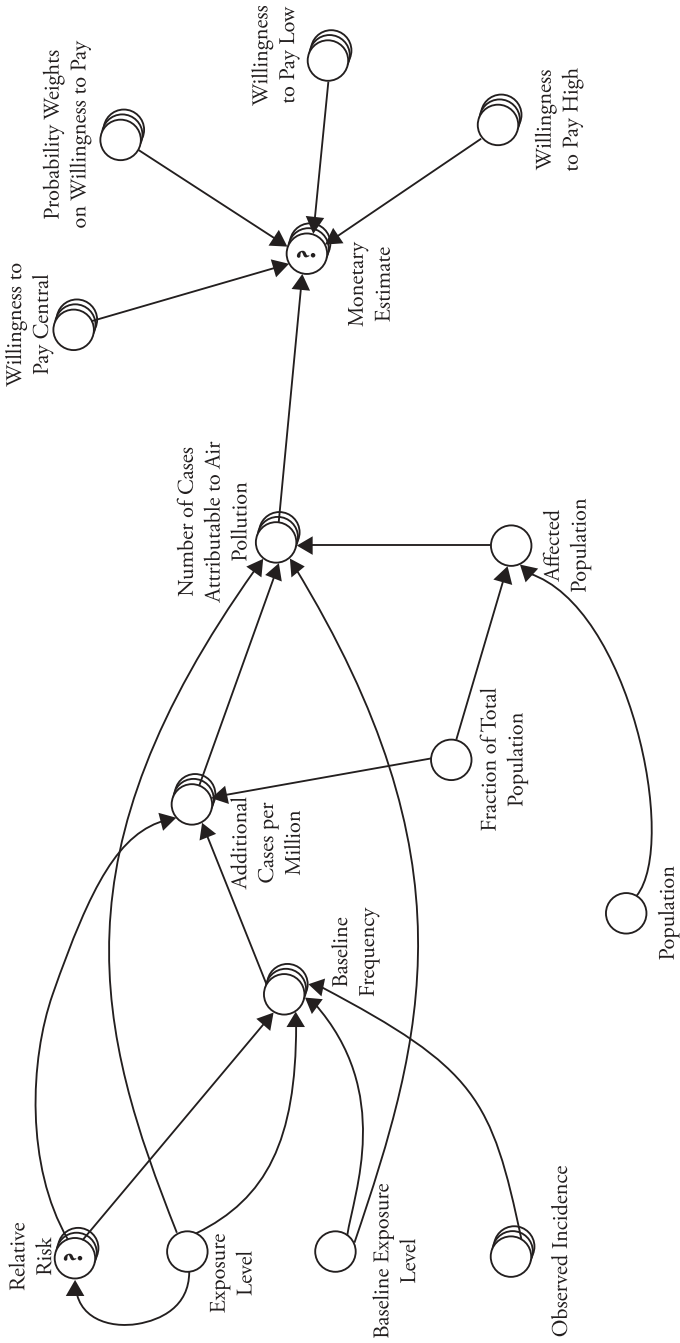 Relative
Risk
?
Exposure
Level
Baseline Exposure
Level
Observed Incidence
Baseline
Frequency
Population
Additional
Cases per
Million
Fraction of Total
Population
Number of Cases
Attributable to Air
Pollution
Affected
Population
Willingness to
Pay Central
Monetary
Estimate
?
Probability Weights
on Willingness to Pay
Willingness
to Pay Low
Willingness
to Pay High